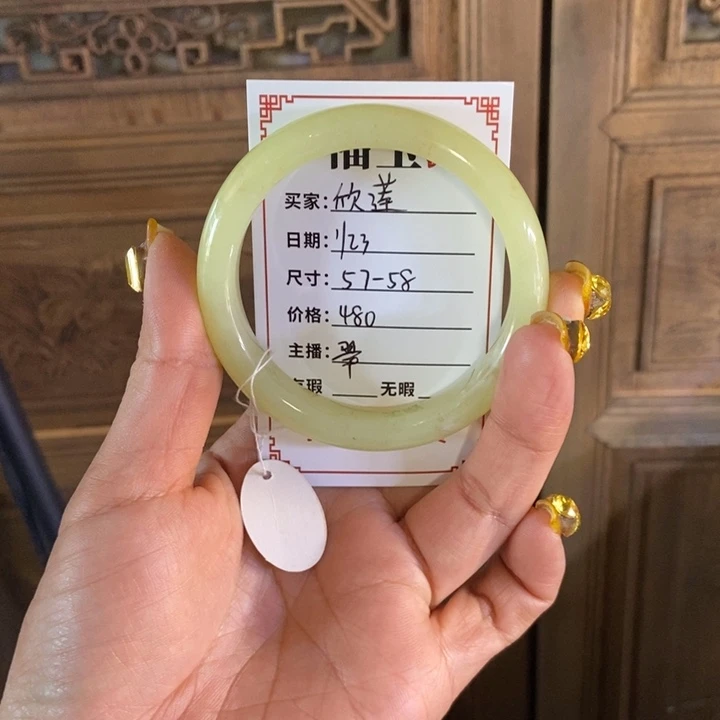 买家:欣莲
日期:1/23
尺寸:57-58
价格:480
主播:
瑕 无暇